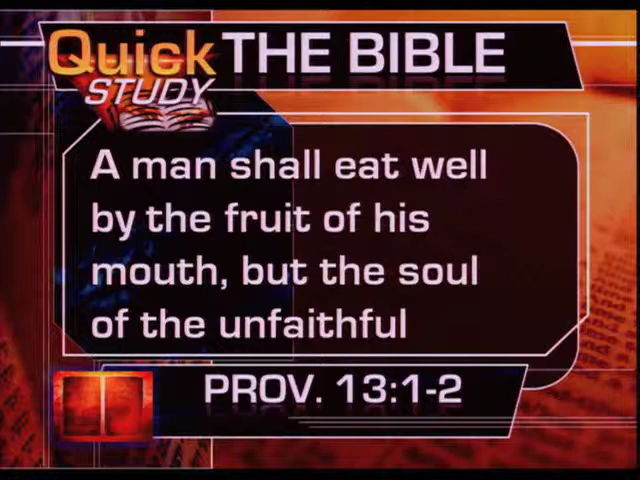 Quick THE BIBLE
STUDY
A man shall eat well
by the fruit of his
mouth, but the soul
of the unfaithful
PROV. 13:1-2